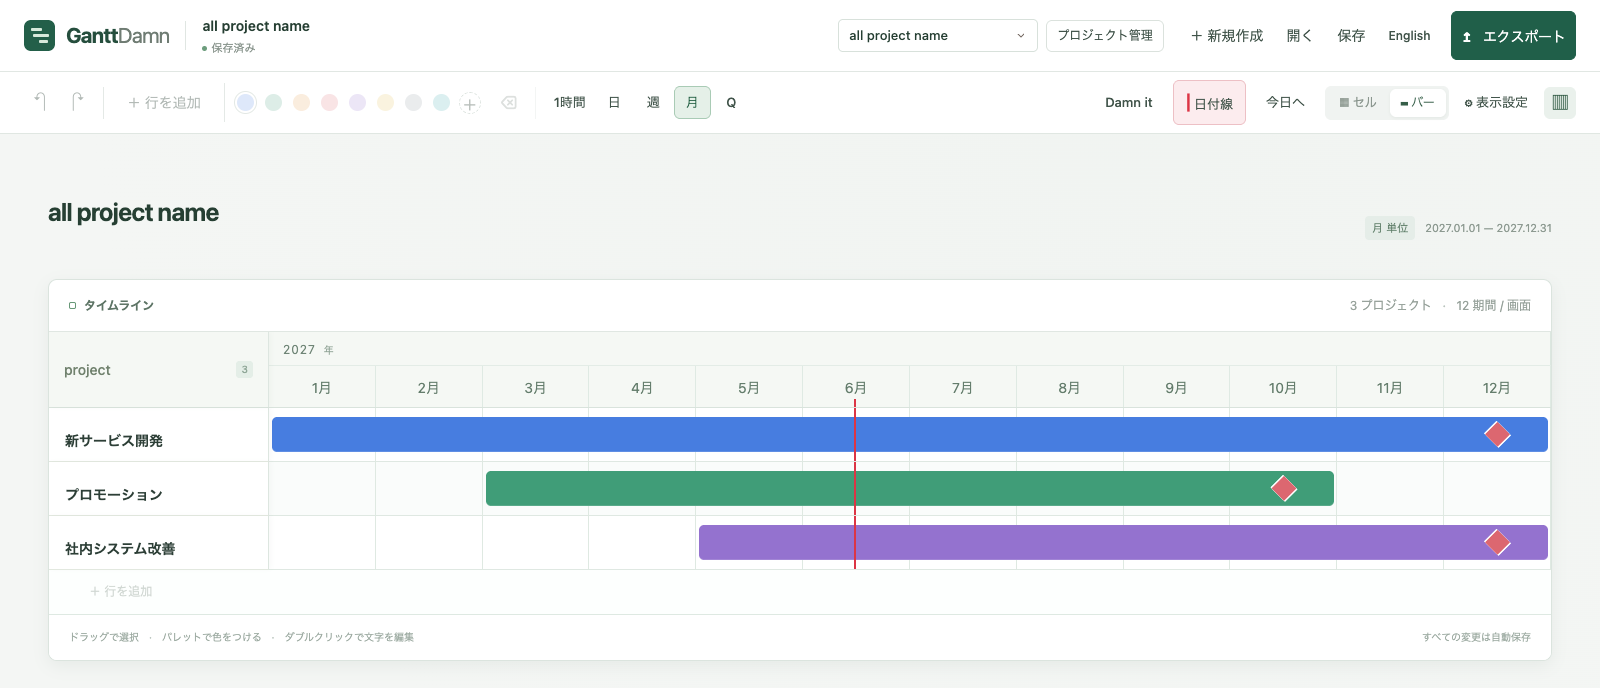 GanttDamn
all project name
保存済み
all project name
プロジェクト管理
+ 新規作成
開く
保存
English
エクスポート
+ 行を追加
1時間
日
週
月
Q
Damn it
日付線
今日へ
セル
バー
表示設定
all project name
月 単位
2027.01.01 — 2027.12.31
タイムライン
3 プロジェクト · 12 期間 / 画面
project
3
2027 年
1月
2月
3月
4月
5月
6月
7月
8月
9月
10月
11月
12月
新サービス開発
プロモーション
社内システム改善
+ 行を追加
ドラッグで選択 · パレットで色をつける · ダブルクリックで文字を編集
すべての変更は自動保存